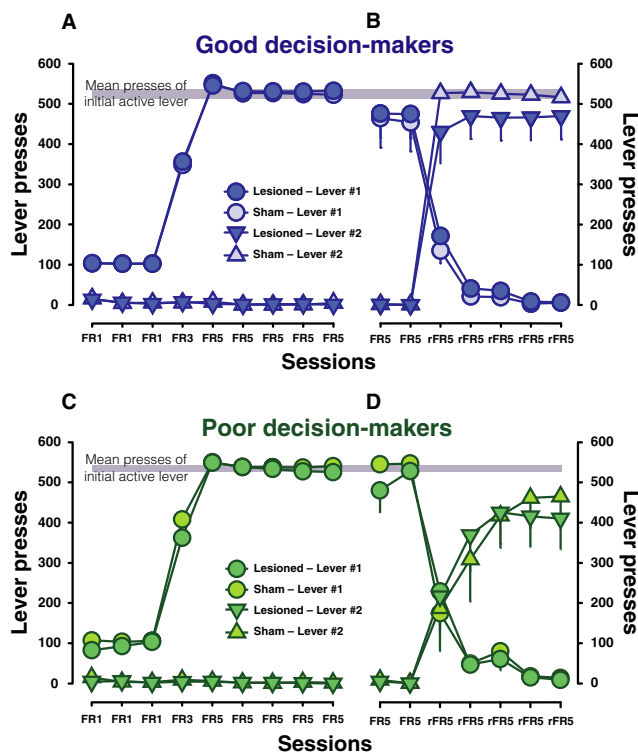 A
B
Good decision-makers
600
500
400
300
200
100
0
Lever presses
Mean presses of
initial active lever
Lesioned – Lever #1
Sham – Lever #1
Lesioned – Lever #2
Sham – Lever #2
600
500
400
300
200
100
0
Lever presses
FR1 FR1 FR1 FR3 FR5 FR5 FR5 FR5 FR5
FR5 FR5 rFR5 rFR5 rFR5 rFR5 rFR5
Sessions
C
D
Poor decision-makers
600
500
400
300
200
100
0
Lever presses
Mean presses of
initial active lever
Lesioned – Lever #1
Sham – Lever #1
Lesioned – Lever #2
Sham – Lever #2
600
500
400
300
200
100
0
Lever presses
FR1 FR1 FR1 FR3 FR5 FR5 FR5 FR5 FR5
FR5 FR5 rFR5 rFR5 rFR5 rFR5 rFR5
Sessions